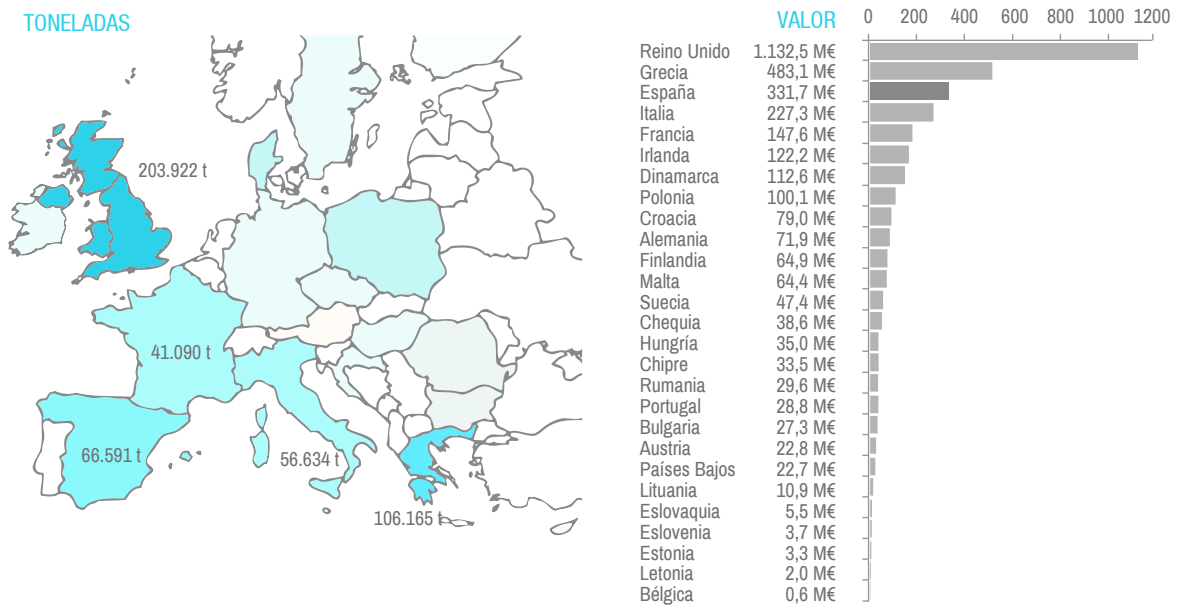 TONELADAS
203.922 t
41.090 t
66.591 t
56.634 t
106.165 t
VALOR 0 200 400 600 800 1000 1200
Reino Unido 1.132,5 M€
Grecia 483,1 M€
España 331,7 M€
Italia 227,3 M€
Francia 147,6 M€
Irlanda 122,2 M€
Dinamarca 112,6 M€
Polonia 100,1 M€
Croacia 79,0 M€
Alemania 71,9 M€
Finlandia 64,9 M€
Malta 64,4 M€
Suecia 47,4 M€
Chequia 38,6 M€
Hungría 35,0 M€
Chipre 33,5 M€
Rumania 29,6 M€
Portugal 28,8 M€
Bulgaria 27,3 M€
Austria 22,8 M€
Países Bajos 22,7 M€
Lituania 10,9 M€
Eslovaquia 5,5 M€
Eslovenia 3,7 M€
Estonia 3,3 M€
Letonia 2,0 M€
Bélgica 0,6 M€